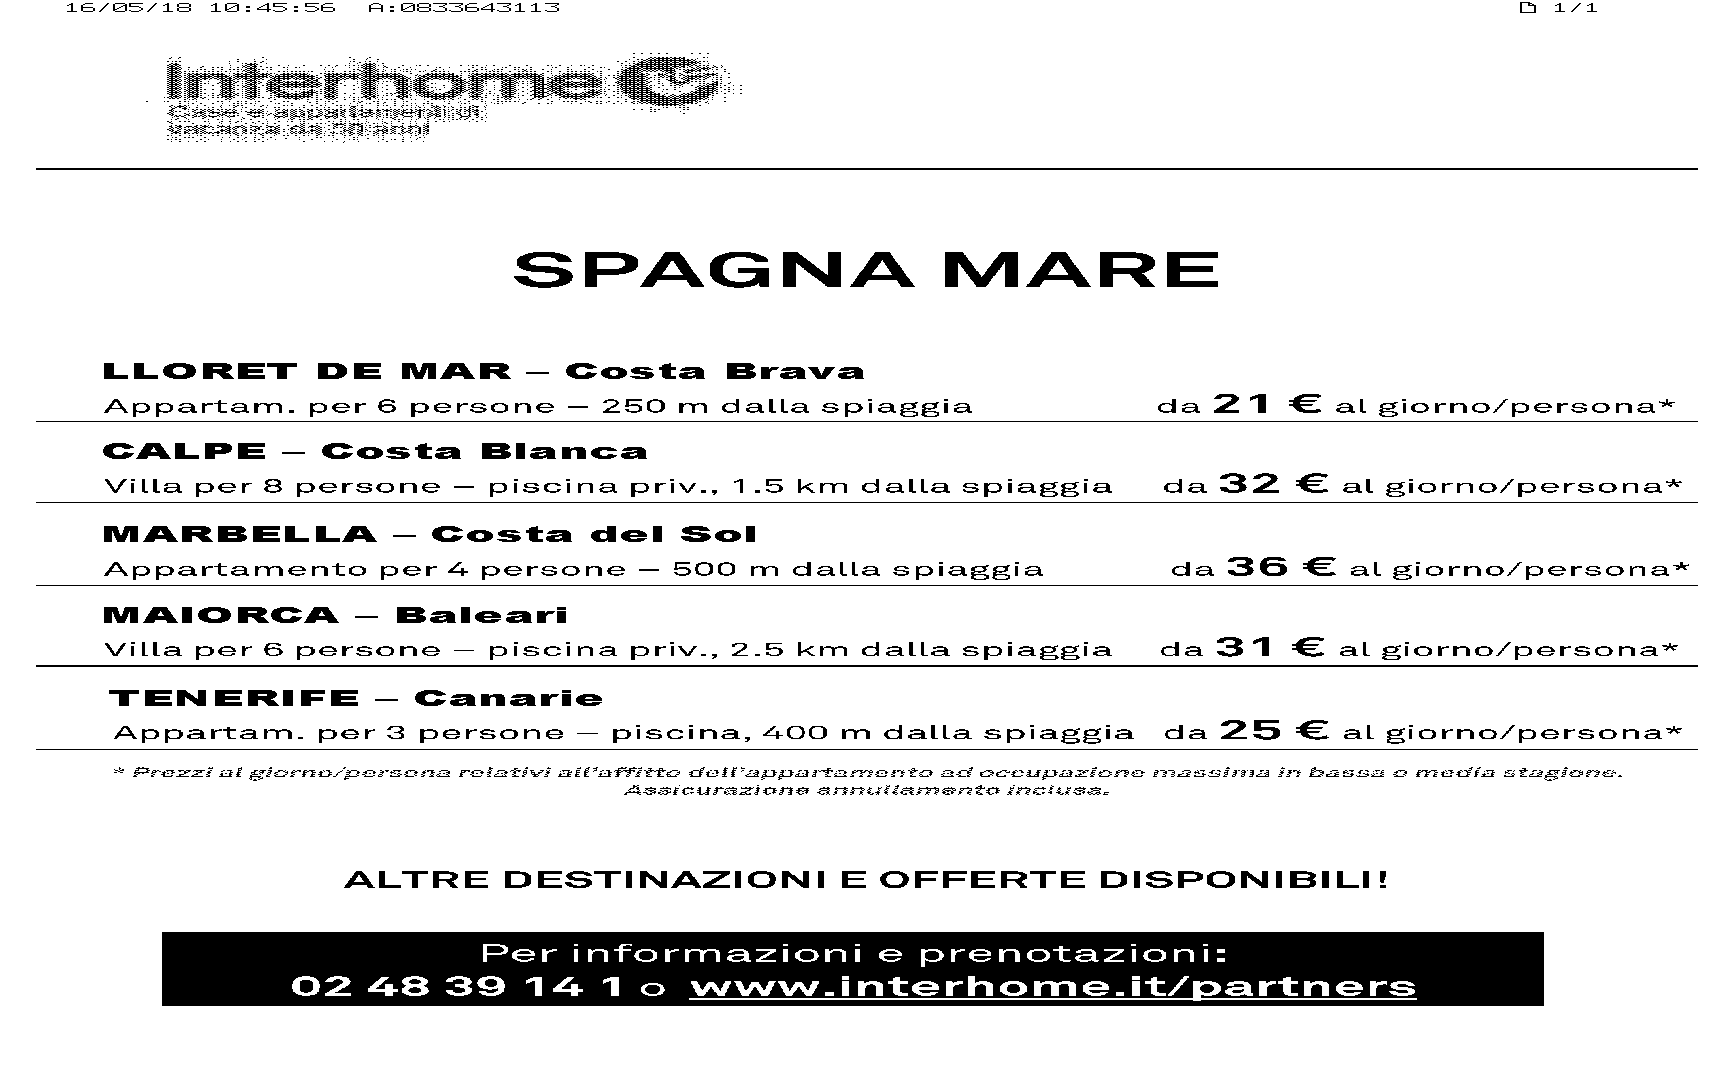 16/05/18 10:45:56 A:0833643113 1/1
Interhome
Case e appartamenti di
vacanza da 50 anni
SPAGNA MARE
LLORET DE MAR – Costa Brava
Appartam. per 6 persone – 250 m dalla spiaggia da 21 € al giorno/persona*
CALPE – Costa Blanca
Villa per 8 persone – piscina priv., 1.5 km dalla spiaggia da 32 € al giorno/persona*
MARBELLA – Costa del Sol
Appartamento per 4 persone – 500 m dalla spiaggia da 36 € al giorno/persona*
MAIORCA – Baleari
Villa per 6 persone – piscina priv., 2.5 km dalla spiaggia da 31 € al giorno/persona*
TENERIFE – Canarie
Appartam. per 3 persone – piscina, 400 m dalla spiaggia da 25 € al giorno/persona*
* Prezzi al giorno/persona relativi all'affitto dell'appartamento ad occupazione massima in bassa o media stagione.
Assicurazione annullamento inclusa.
ALTRE DESTINAZIONI E OFFERTE DISPONIBILI!
Per informazioni e prenotazioni:
02 48 39 14 1 o www.interhome.it/partners